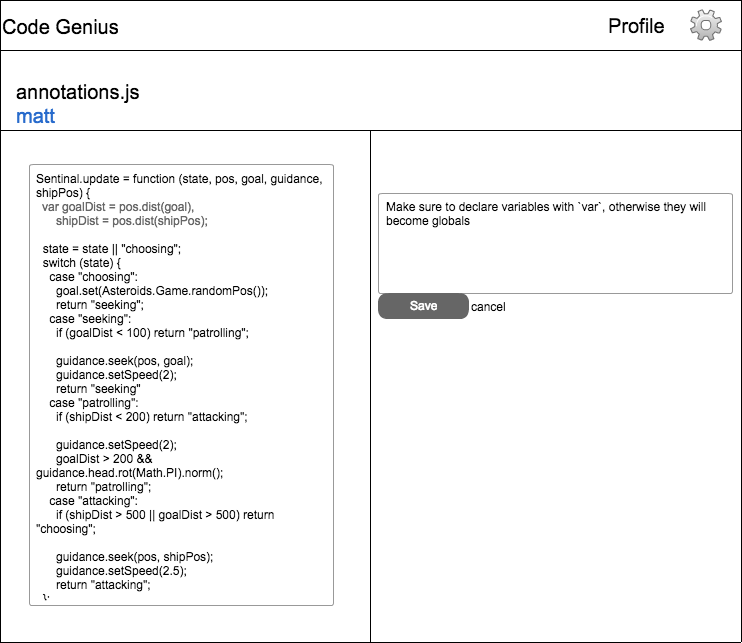 Code Genius
Profile
annotations.js
matt
Sentinal.update = function (state, pos, goal, guidance,
shipPos) {
  var goalDist = pos.dist(goal),
      shipDist = pos.dist(shipPos);
  state = state || "choosing";
  switch (state) {
    case "choosing":
      goal.set(Asteroids.Game.randomPos());
      return "seeking";
    case "seeking":
      if (goalDist < 100) return "patrolling";
      guidance.seek(pos, goal);
      guidance.setSpeed(2);
      return "seeking"
    case "patrolling":
      if (shipDist < 200) return "attacking";
      guidance.setSpeed(2);
      goalDist > 200 &&
guidance.head.rot(Math.PI).norm();
      return "patrolling";
    case "attacking":
      if (shipDist > 500 || goalDist > 500) return
"choosing";
      guidance.seek(pos, shipPos);
      guidance.setSpeed(2.5);
      return "attacking";
Make sure to declare variables with `var`, otherwise they will
become globals
Save
cancel